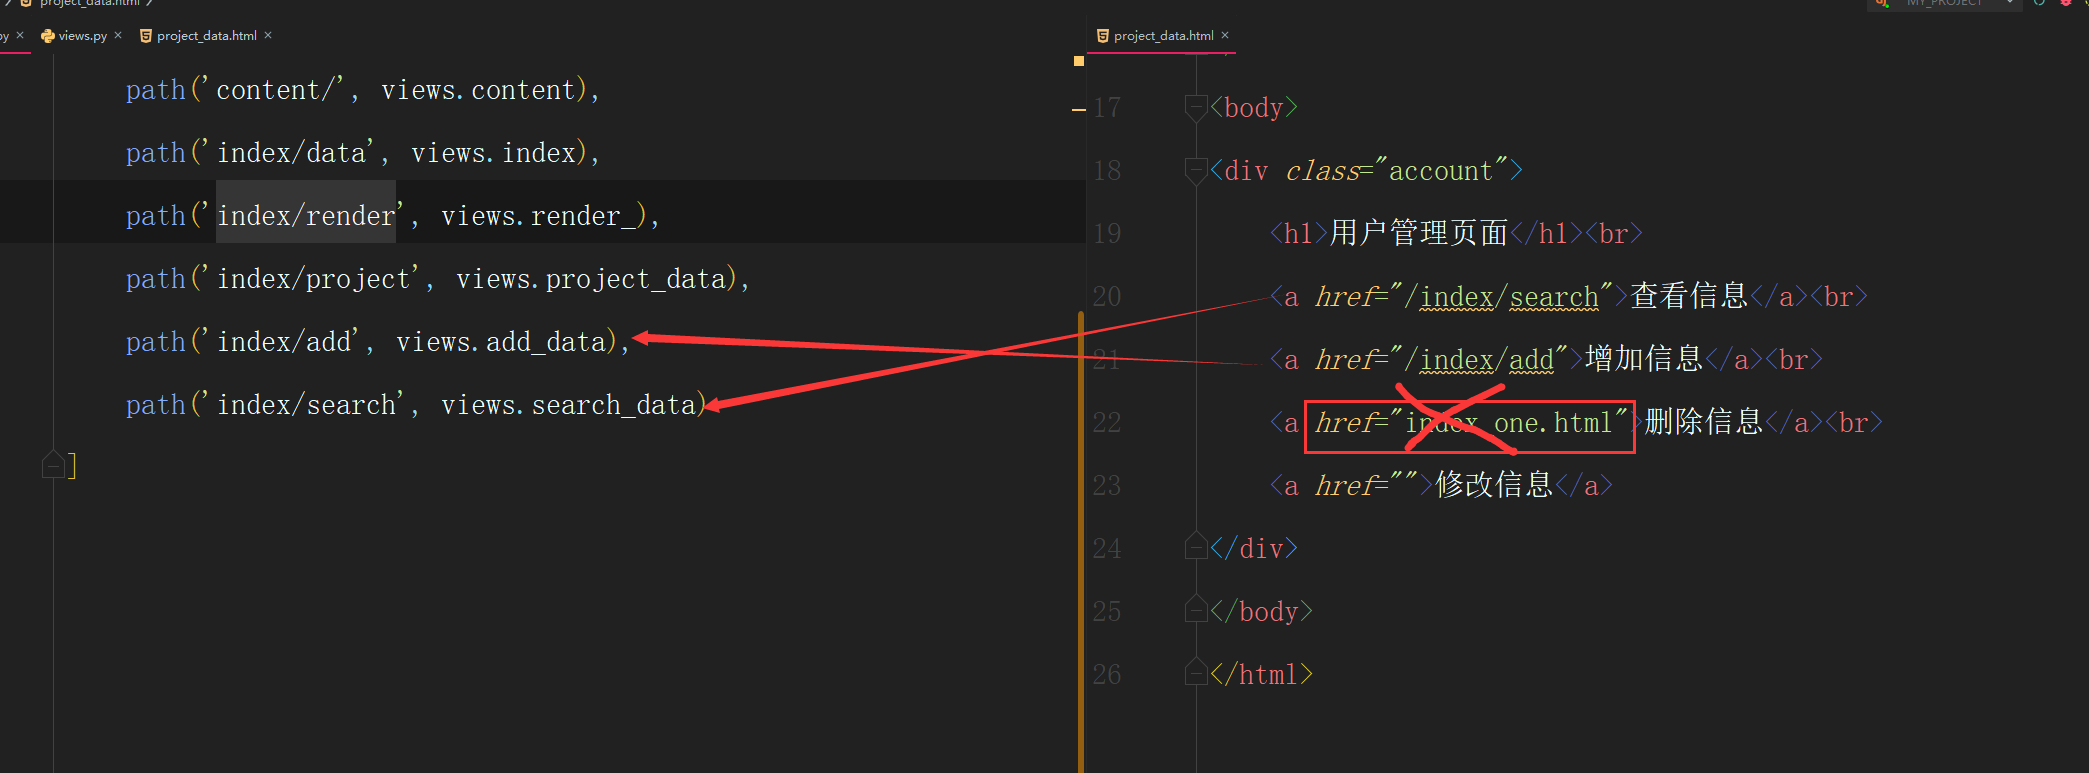 project_data.html
MY_PROJECT
py × views.py × project_data.html ×
project_data.html ×
path('content/', views.content),
path('index/data', views.index),
path('index/render', views.render_),
path('index/project', views.project_data),
path('index/add', views.add_data),
path('index/search', views.search_data)
]
17 <body>
18 <div class="account">
19 <h1>用户管理页面</h1><br>
20 <a href="/index/search">查看信息</a><br>
21 <a href="/index/add">增加信息</a><br>
22 <a href="index_one.html">删除信息</a><br>
23 <a href="">修改信息</a>
24 </div>
25 </body>
26 </html>